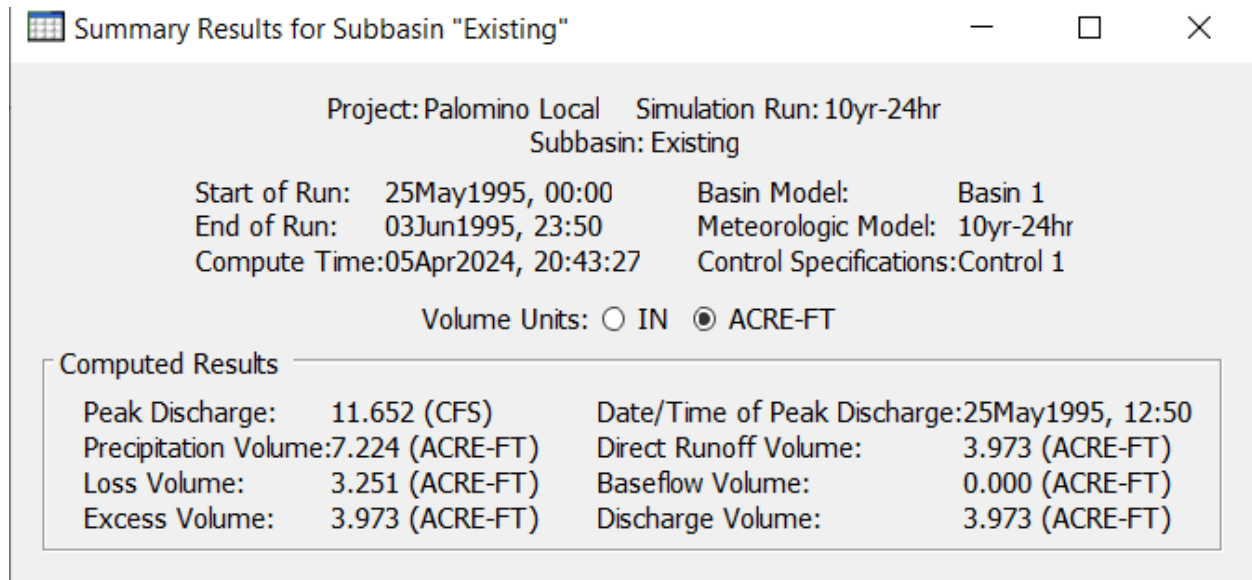 Summary Results for Subbasin "Existing"
Project: Palomino Local Simulation Run: 10yr-24hr
Subbasin: Existing
Start of Run: 25May1995, 00:00 Basin Model: Basin 1
End of Run: 03Jun1995, 23:50 Meteorologic Model: 10yr-24hr
Compute Time:05Apr2024, 20:43:27 Control Specifications:Control 1
Volume Units: IN ACRE-FT
Computed Results
Peak Discharge: 11.652 (CFS) Date/Time of Peak Discharge:25May1995, 12:50
Precipitation Volume:7.224 (ACRE-FT) Direct Runoff Volume: 3.973 (ACRE-FT)
Loss Volume: 3.251 (ACRE-FT) Baseflow Volume: 0.000 (ACRE-FT)
Excess Volume: 3.973 (ACRE-FT) Discharge Volume: 3.973 (ACRE-FT)